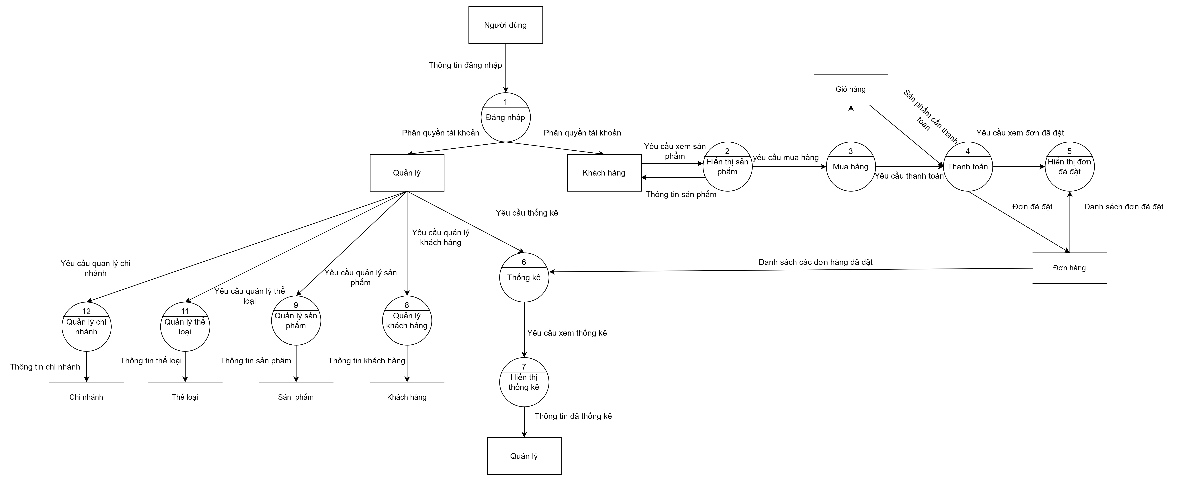 Người dùng
Thông tin đăng nhập
1
Đăng nhập
Phân quyền tài khoản
Phân quyền tài khoản
Quản lý
Khách hàng
Yêu cầu xem sản
phẩm
Thông tin sản phẩm
2
Hiển thị sản
phẩm
yêu cầu mua hàng
Giỏ hàng
3
Mua hàng
Yêu cầu thanh toán
Sản phẩm cần thanh
toán
4
Thanh toán
Yêu cầu xem đơn đã đặt
5
Hiển thị đơn
đã đặt
Đơn đã đặt
Danh sách đơn đã đặt
Đơn hàng
Danh sách các đơn hàng đã đặt
Yêu cầu thống kê
Yêu cầu quản lý
khách hàng
Yêu cầu quản lý sản
phẩm
Yêu cầu quản lý thể
loại
Yêu cầu quản lý chi
nhánh
12
Quản lý chi
nhánh
11
Quản lý thể
loại
9
Quản lý sản
phẩm
8
Quản lý
khách hàng
6
Thống kê
Yêu cầu xem thống kê
7
Hiển thị
thống kê
Thông tin đã thống kê
Quản lý
Thông tin chi nhánh
Thông tin thể loại
Thông tin sản phẩm
Thông tin khách hàng
Chi nhánh
Thể loại
Sản phẩm
Khách hàng